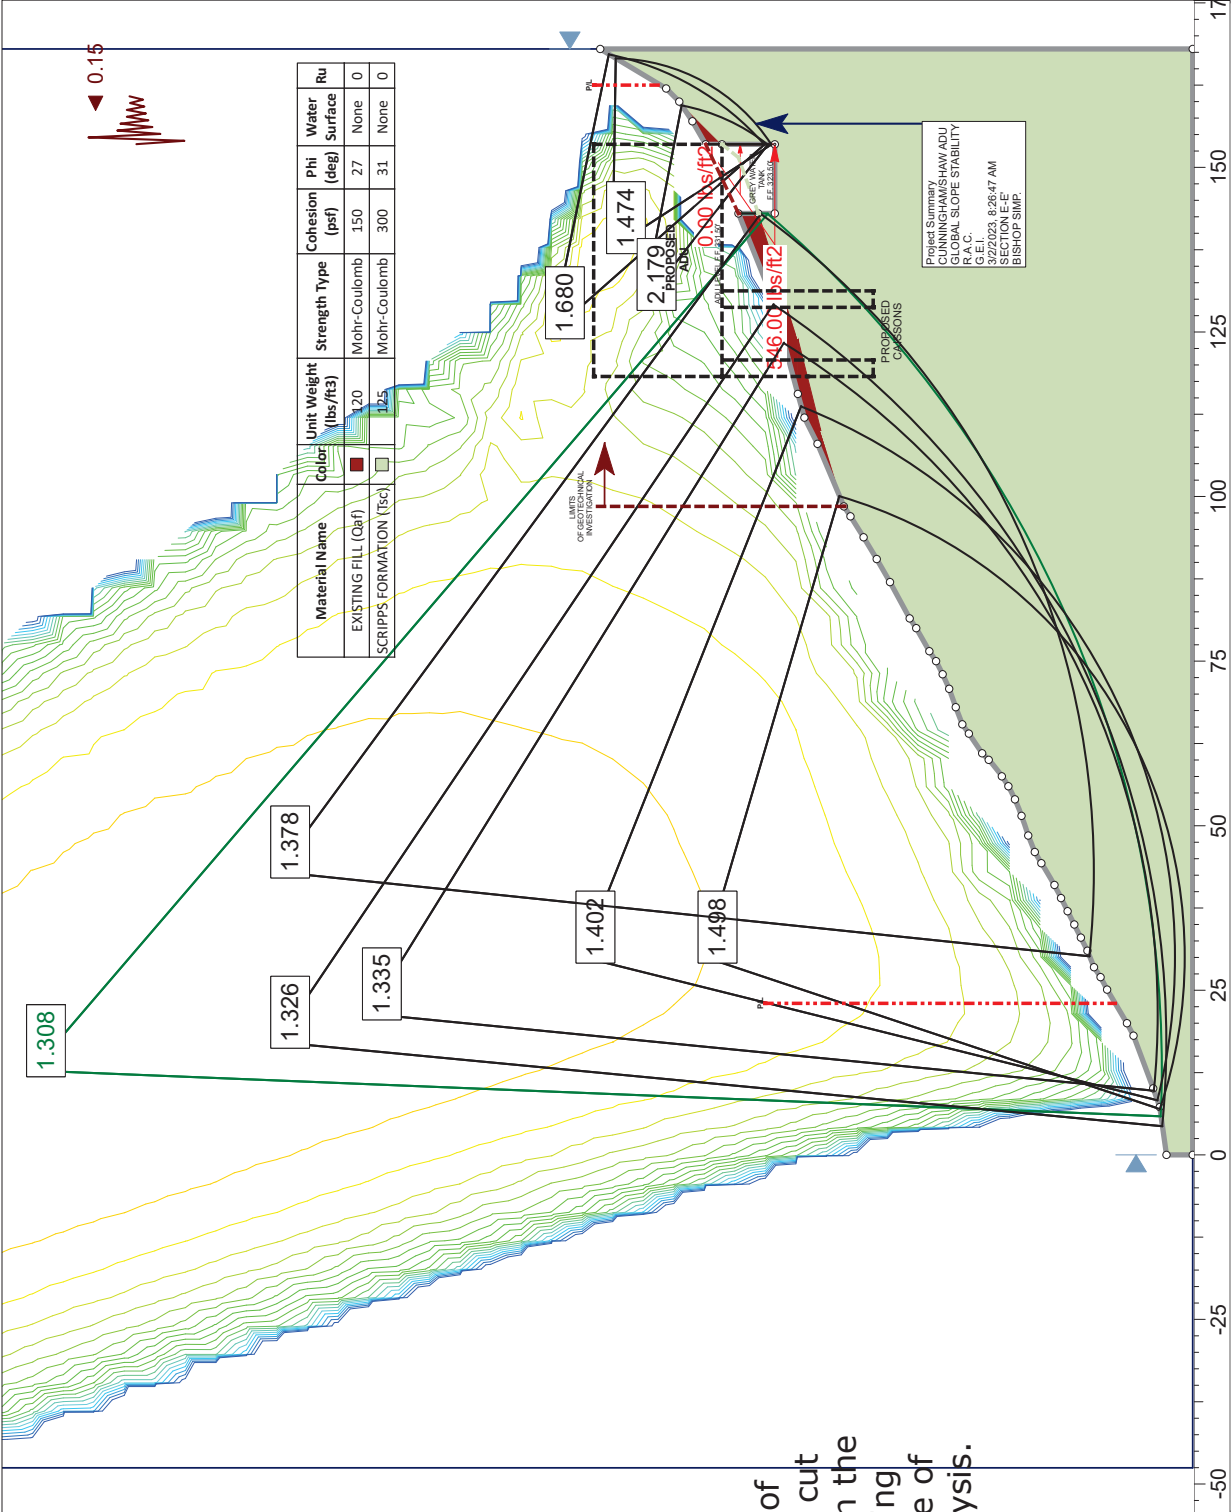 0.15
Material Name Color Unit Weight (lbs/ft3) Strength Type Cohesion (psf) Phi (deg) Water Surface Ru
EXISTING FILL (Qaf) 120 Mohr-Coulomb 150 27 None 0
SCRIPPS FORMATION (Tsc) 125 Mohr-Coulomb 300 31 None 0
1.308
1.326
1.335
1.378
1.402
1.498
1.680
1.474
2.179
P/L
PROPOSED
ADU
0.00 lbs/ft2
GREY WATER
TANK
F.F. 323.50'
546.00 lbs/ft2
PROPOSED
CAISSONS
LIMITS
OF GEOTECHNICAL
INVESTIGATION
P/L
Project Summary
CUNNINGHAM/SHAW ADU
GLOBAL SLOPE STABILITY
R.A.C.
G.E.I.
3/2/2023, 8:26:47 AM
SECTION E-E'
BISHOP SIMP.
of
cut
n the
ng
e of
ysis.
-50 -25 0 25 50 75 100 125 150 17